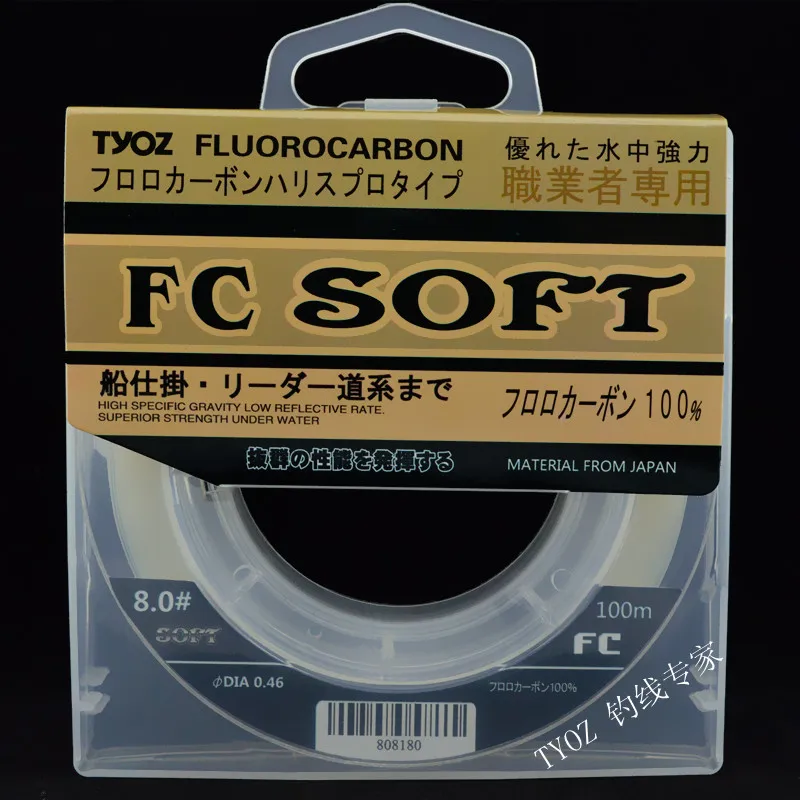 TYOZ FLUOROCARBON
優れた水中強力
フロロカーボンハリスプロタイプ
職業者専用
FC SOFT
船仕掛・リーダー道系まで
フロロカーボン 100%
HIGH SPECIFIC GRAVITY LOW REFLECTIVE RATE.
SUPERIOR STRENGTH UNDER WATER
抜群の性能を発揮する
MATERIAL FROM JAPAN
8.0#
100m
SOFT
FC
φDIA 0.46
フロロカーボン100%
808180
TYOZ 钓线专家